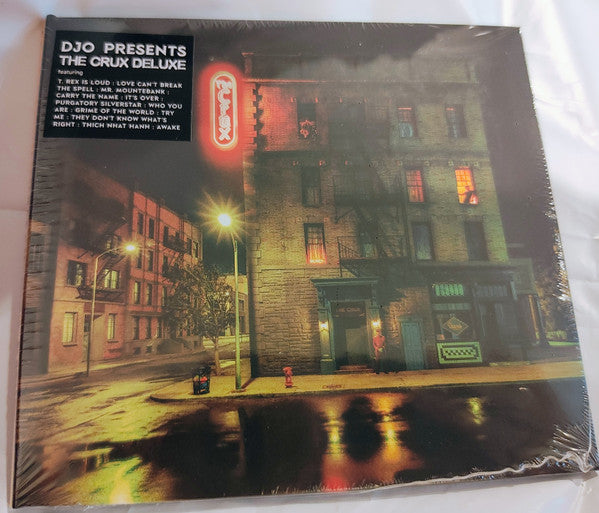 DJO PRESENTS
THE CRUX DELUXE
featuring
T. REX IS LOUD : LOVE CAN'T BREAK
THE SPELL : MR. MOUNTEBANK :
CARRY THE NAME : IT'S OVER :
PURGATORY SILVERSTAR : WHO YOU
ARE : GRIME OF THE WORLD : TRY
ME : THEY DON'T KNOW WHAT'S
RIGHT : THICH NHAT HANH : AWAKE